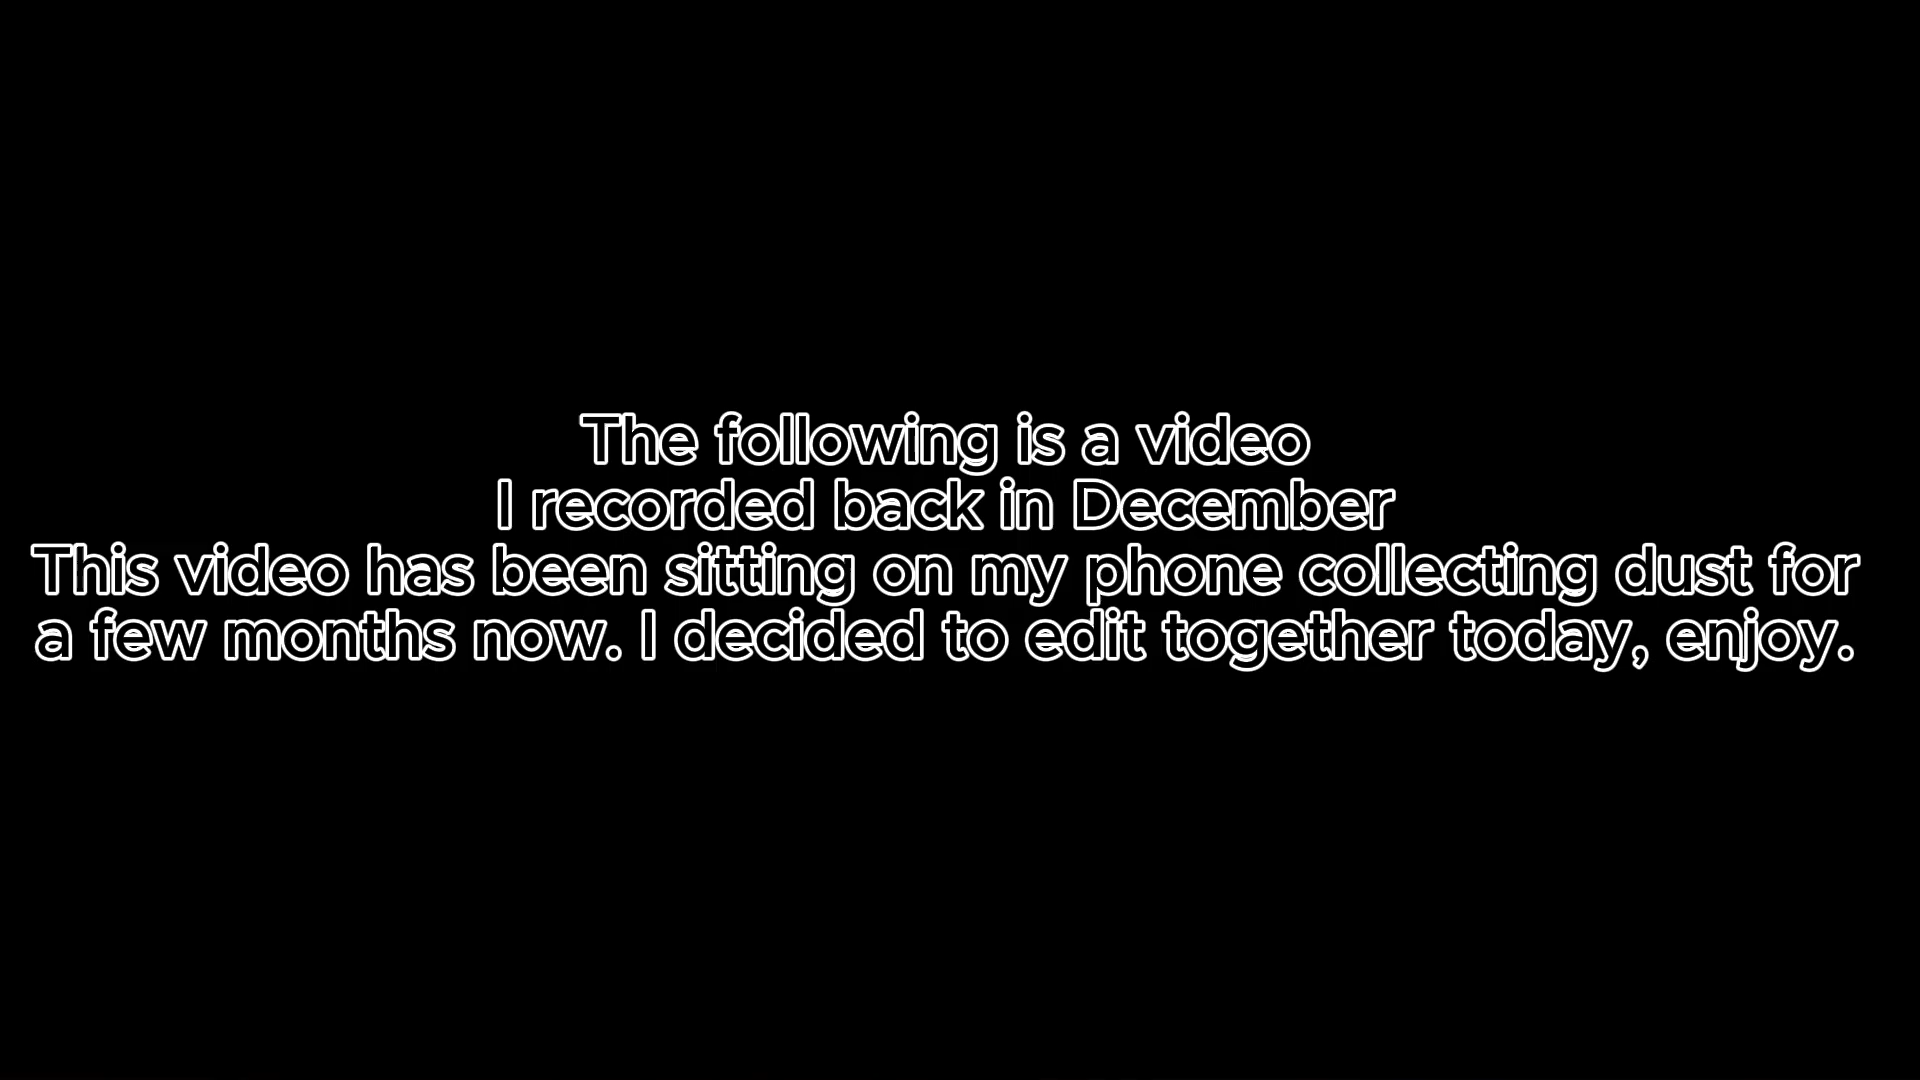 The following is a video
I recorded back in December
This video has been sitting on my phone collecting dust for
a few months now. I decided to edit together today, enjoy.